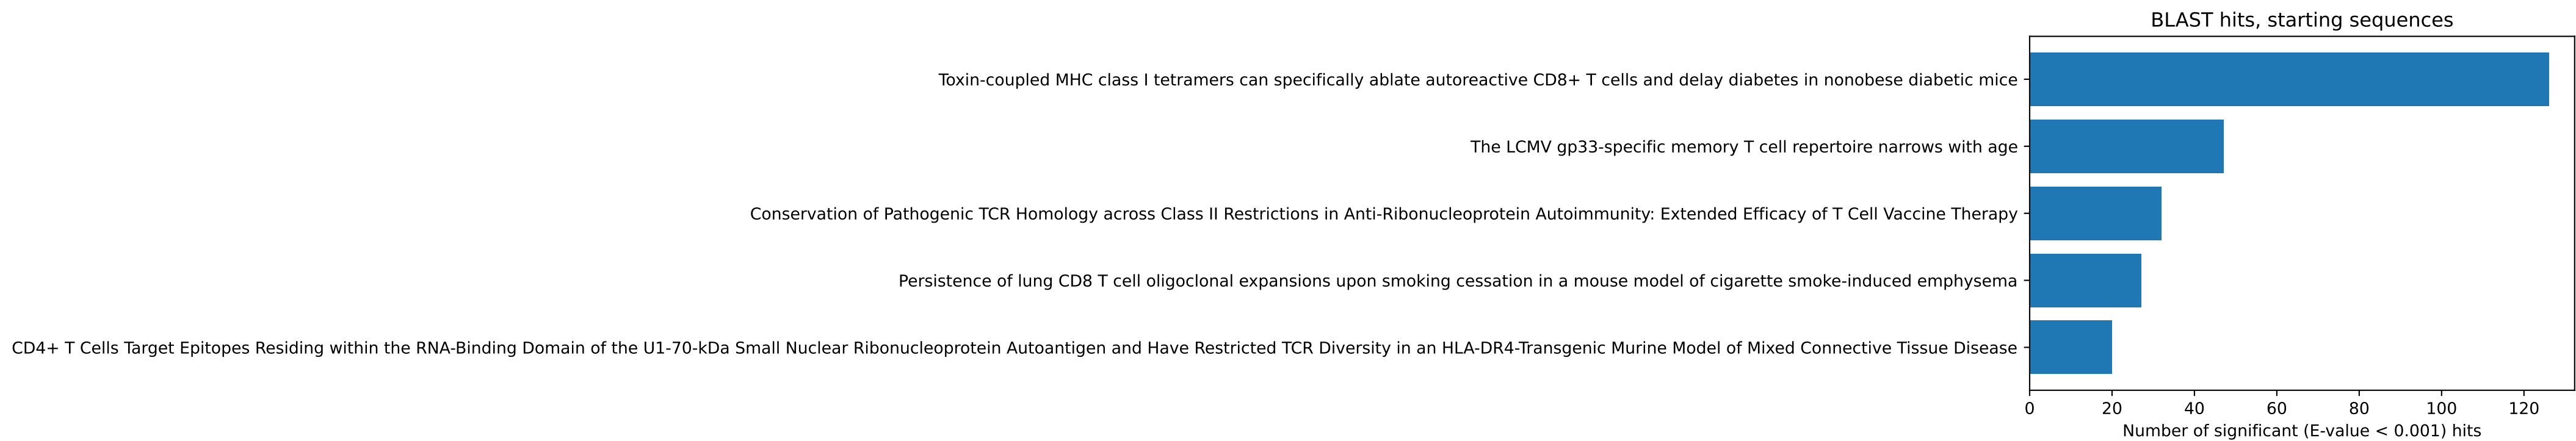 BLAST hits, starting sequences
Toxin-coupled MHC class I tetramers can specifically ablate autoreactive CD8+ T cells and delay diabetes in nonobese diabetic mice
The LCMV gp33-specific memory T cell repertoire narrows with age
Conservation of Pathogenic TCR Homology across Class II Restrictions in Anti-Ribonucleoprotein Autoimmunity: Extended Efficacy of T Cell Vaccine Therapy
Persistence of lung CD8 T cell oligoclonal expansions upon smoking cessation in a mouse model of cigarette smoke-induced emphysema
CD4+ T Cells Target Epitopes Residing within the RNA-Binding Domain of the U1-70-kDa Small Nuclear Ribonucleoprotein Autoantigen and Have Restricted TCR Diversity in an HLA-DR4-Transgenic Murine Model of Mixed Connective Tissue Disease
0 20 40 60 80 100 120
Number of significant (E-value < 0.001) hits